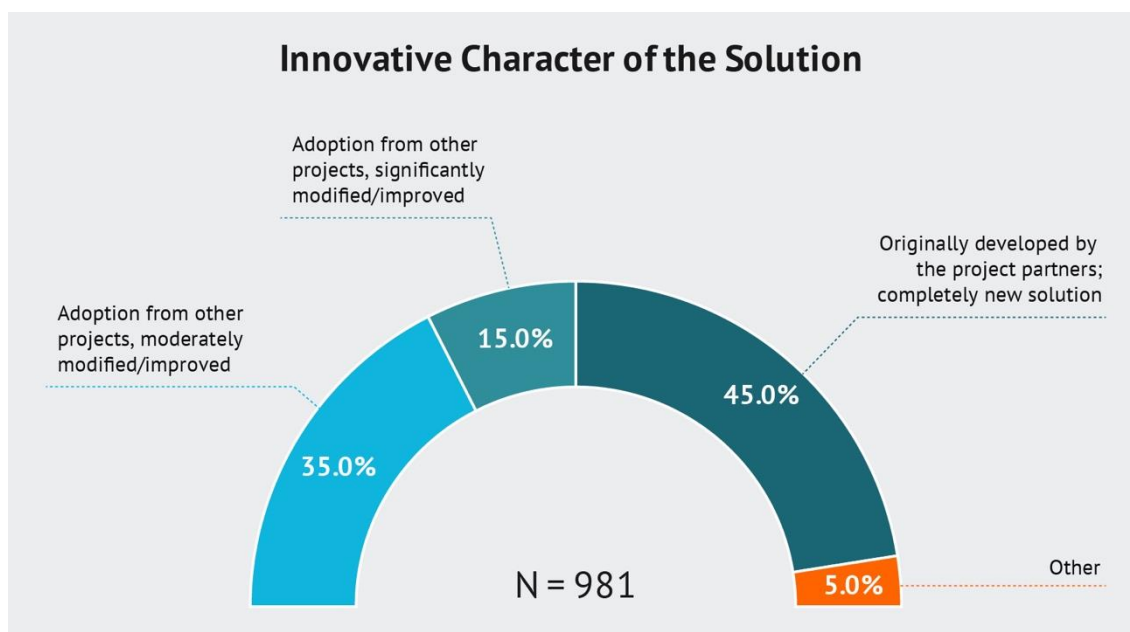 Innovative Character of the Solution
Adoption from other
projects, significantly
modified/improved
Originally developed by
the project partners;
completely new solution
Adoption from other
projects, moderately
modified/improved
15.0%
45.0%
35.0%
N = 981
Other
5.0%